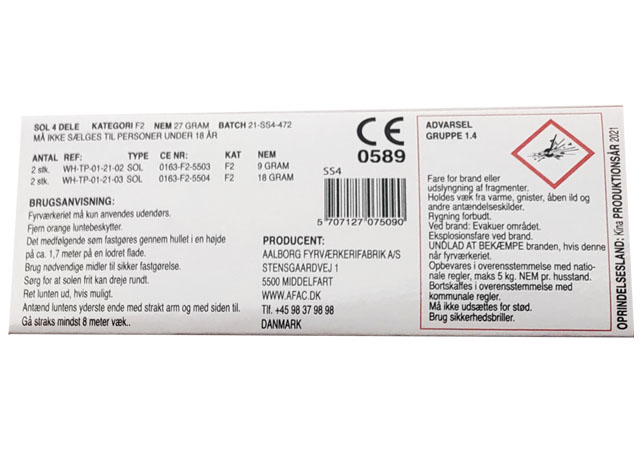 SOL 4 DELE KATEGORI F2 NEM 27 GRAM BATCH 21-SS4-472
MÅ IKKE SÆLGES TIL PERSONER UNDER 18 ÅR
ANTAL REF: TYPE CE NR: KAT NEM
2 stk. WH-TP-01-21-02 SOL 0163-F2-5503 F2 9 GRAM
2 stk. WH-TP-01-21-03 SOL 0163-F2-5504 F2 18 GRAM
BRUGSANVISNING:
Fyrværkeriet må kun anvendes udendørs.
Fjern orange luntebeskytter.
Det medfølgende søm fastgøres gennem hullet i en højde
på ca. 1,7 meter på en lodret flade.
Brug nødvendige midler til sikker fastgørelse.
Sørg for at solen frit kan dreje rundt.
Ret lunten ud, hvis muligt.
Antænd luntens yderste ende med strakt arm og med siden til.
Gå straks mindst 8 meter væk..
CE
0589
SS4
5 707127 075090
PRODUCENT:
AALBORG FYRVÆRKERIFABRIK A/S
STENSGAARDVEJ 1
5500 MIDDELFART
WWW.AFAC.DK
Tlf. +45 98 37 98 98
DANMARK
ADVARSEL
GRUPPE 1.4
Fare for brand eller
udslyngning af fragmenter.
Holdes væk fra varme, gnister, åben ild og
andre antændelseskilder.
Rygning forbudt.
Ved brand: Evakuer området.
Eksplosionsfare ved brand.
UNDLAD AT BEKÆMPE branden, hvis denne
når fyrværkeriet.
Opbevares i overensstemmelse med natio-
nale regler, maks 5 kg. NEM pr. husstand.
Bortskaffes i overensstemmelse med
kommunale regler.
Må ikke udsættes for stød.
Brug sikkerhedsbriller.
OPRINDELSESLAND: Kina PRODUKTIONSÅR 2021